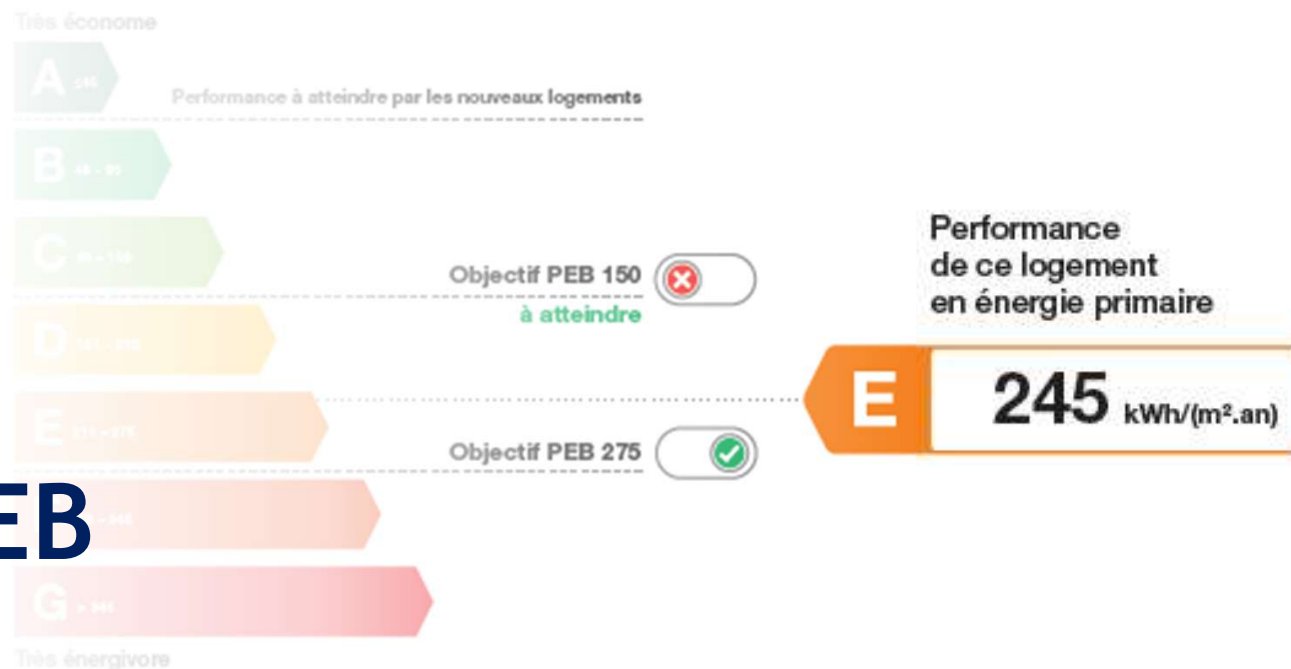 Très économe
A
Performance à atteindre par les nouveaux logements
B
C
Objectif PEB 150
à atteindre
D
Performance
de ce logement
en énergie primaire
E 245 kWh/(m².an)
E
Objectif PEB 275
EB
G
Très énergivore